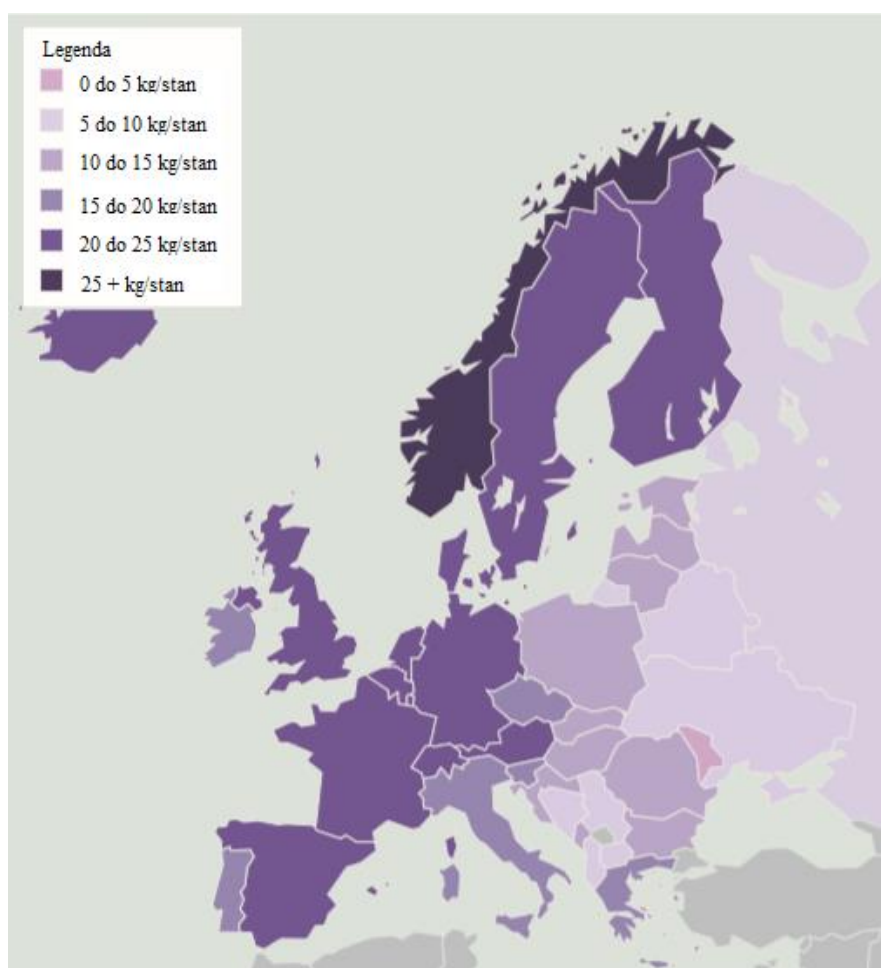 Legenda
0 do 5 kg/stan
5 do 10 kg/stan
10 do 15 kg/stan
15 do 20 kg/stan
20 do 25 kg/stan
25 + kg/stan